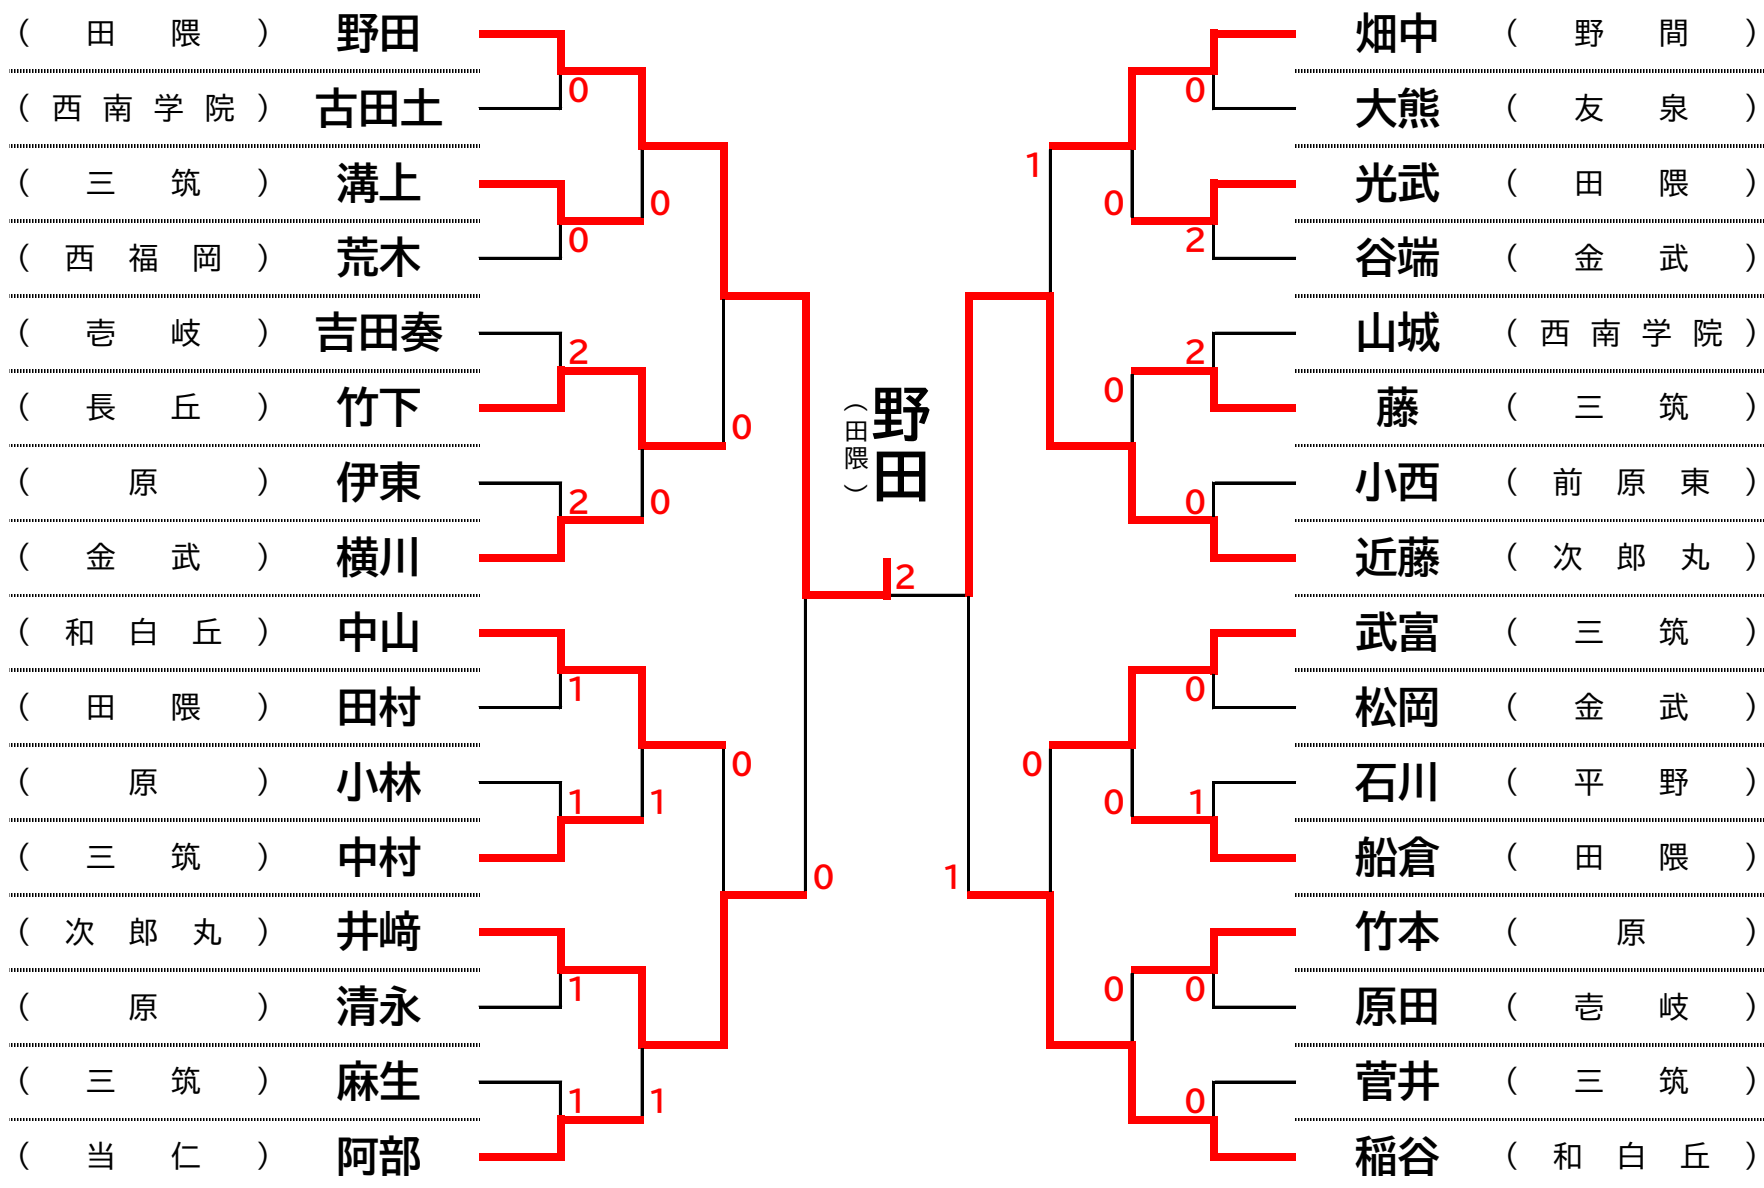 (田隈) 野田
(西南学院) 古田土
(三筑) 溝上
(西福岡) 荒木
(壱岐) 吉田奏
(長丘) 竹下
(原) 伊東
(金武) 横川
(和白丘) 中山
(田隈) 田村
(原) 小林
(三筑) 中村
(次郎丸) 井﨑
(原) 清永
(三筑) 麻生
(当仁) 阿部
0
0
2
2
1
1
1
1
0
0
1
1
0
0
0
野田
(田隈)
2
1
1
0
0
0
0
0
0
2
2
0
0
1
0
0
畑中 (野間)
大熊 (友泉)
光武 (田隈)
谷端 (金武)
山城 (西南学院)
藤 (三筑)
小西 (前原東)
近藤 (次郎丸)
武富 (三筑)
松岡 (金武)
石川 (平野)
船倉 (田隈)
竹本 (原)
原田 (壱岐)
菅井 (三筑)
稲谷 (和白丘)